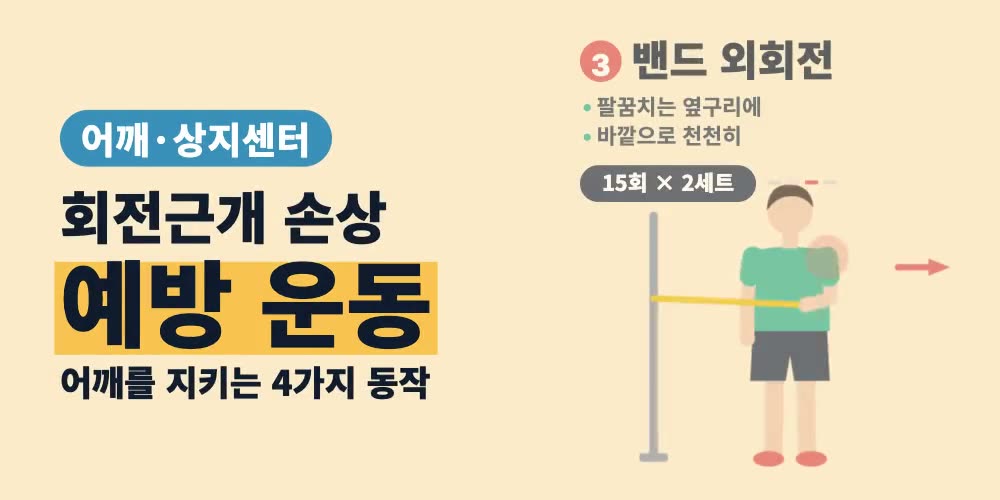 어깨·상지센터
회전근개 손상
예방 운동
어깨를 지키는 4가지 동작
3 밴드 외회전
• 팔꿈치는 옆구리에
• 바깥으로 천천히
15회 × 2세트